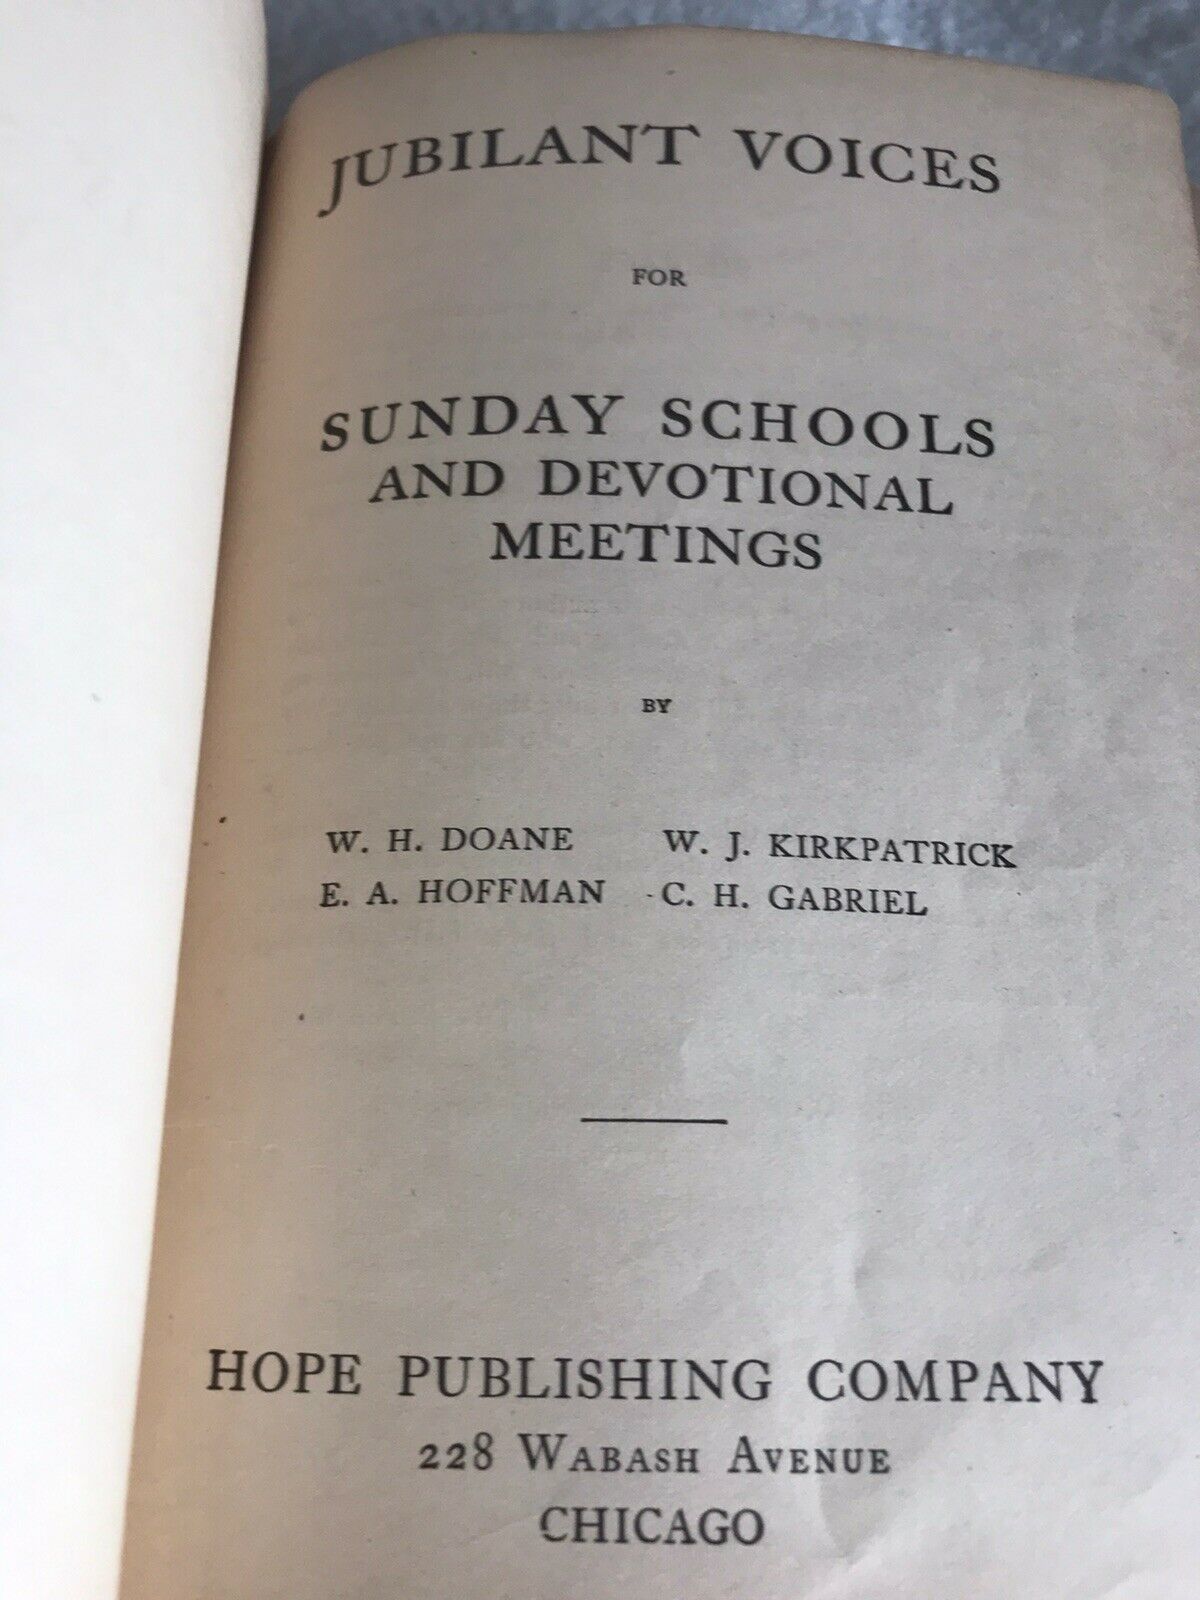 JUBILANT VOICES
FOR
SUNDAY SCHOOLS
AND DEVOTIONAL
MEETINGS
BY
W. H. DOANE W. J. KIRKPATRICK
E. A. HOFFMAN C. H. GABRIEL
HOPE PUBLISHING COMPANY
228 WABASH AVENUE
CHICAGO